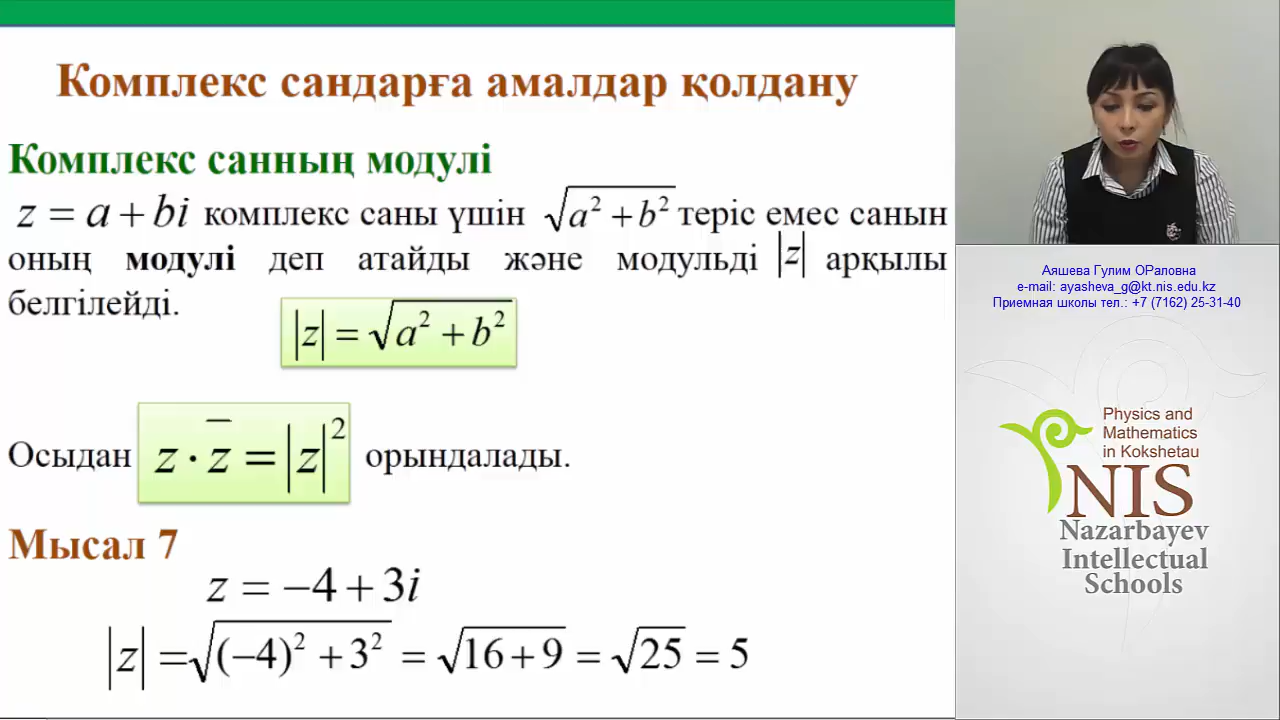 Комплекс сандарға амалдар қолдану
Комплекс санның модулі
z = a + bi комплекс саны үшін √(a² + b²) теріс емес санын
оның модулі деп атайды және модульді |z| арқылы
белгілейді.
|z| = √(a² + b²)
Осыдан z · z̅ = |z|² орындалады.
Мысал 7
z = −4 + 3i
|z| = √((−4)² + 3²) = √(16 + 9) = √25 = 5
Аяшева Гулим ОРаловна
e-mail: ayasheva_g@kt.nis.edu.kz
Приемная школы тел.: +7 (7162) 25-31-40
Physics and
Mathematics
in Kokshetau
NIS
Nazarbayev
Intellectual
Schools